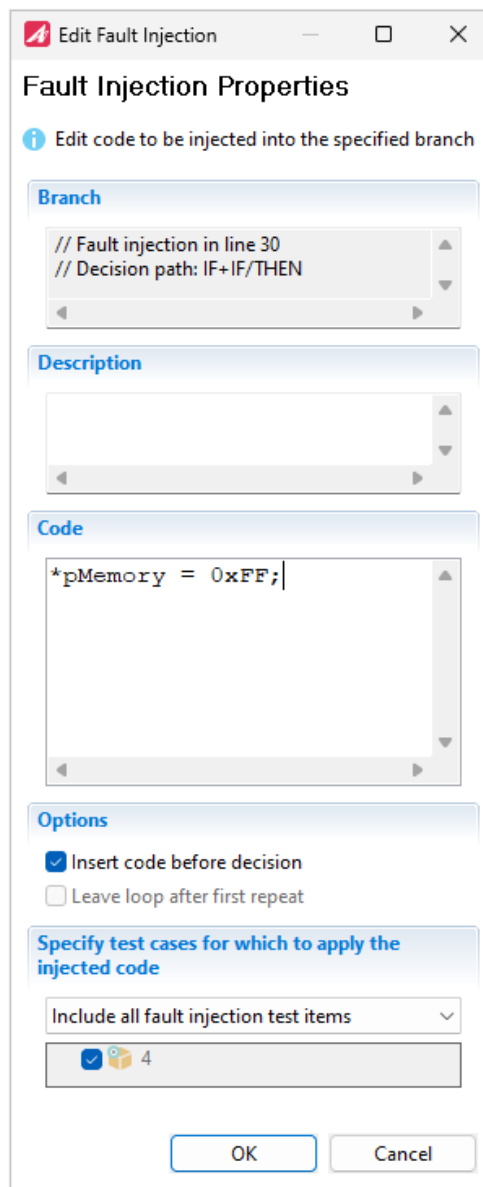 Edit Fault Injection
Fault Injection Properties
Edit code to be injected into the specified branch
Branch
// Fault injection in line 30
// Decision path: IF+IF/THEN
Description
Code
*pMemory = 0xFF;
Options
Insert code before decision
Leave loop after first repeat
Specify test cases for which to apply the
injected code
Include all fault injection test items
4
OK
Cancel